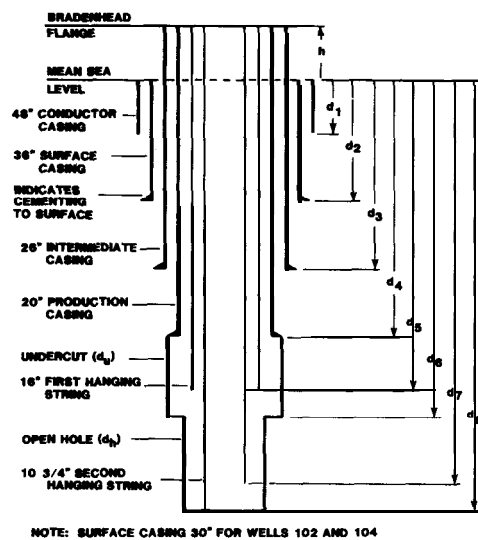 BRADENHEAD
FLANGE
h
MEAN SEA
LEVEL
48" CONDUCTOR
CASING
d1
36" SURFACE
CASING
d2
INDICATES
CEMENTING
TO SURFACE
d3
26" INTERMEDIATE
CASING
d4
20" PRODUCTION
CASING
d5
UNDERCUT (du)
d6
16" FIRST HANGING
STRING
d7
OPEN HOLE (dh)
10 3/4" SECOND
HANGING STRING
NOTE: SURFACE CASING 30" FOR WELLS 102 AND 104